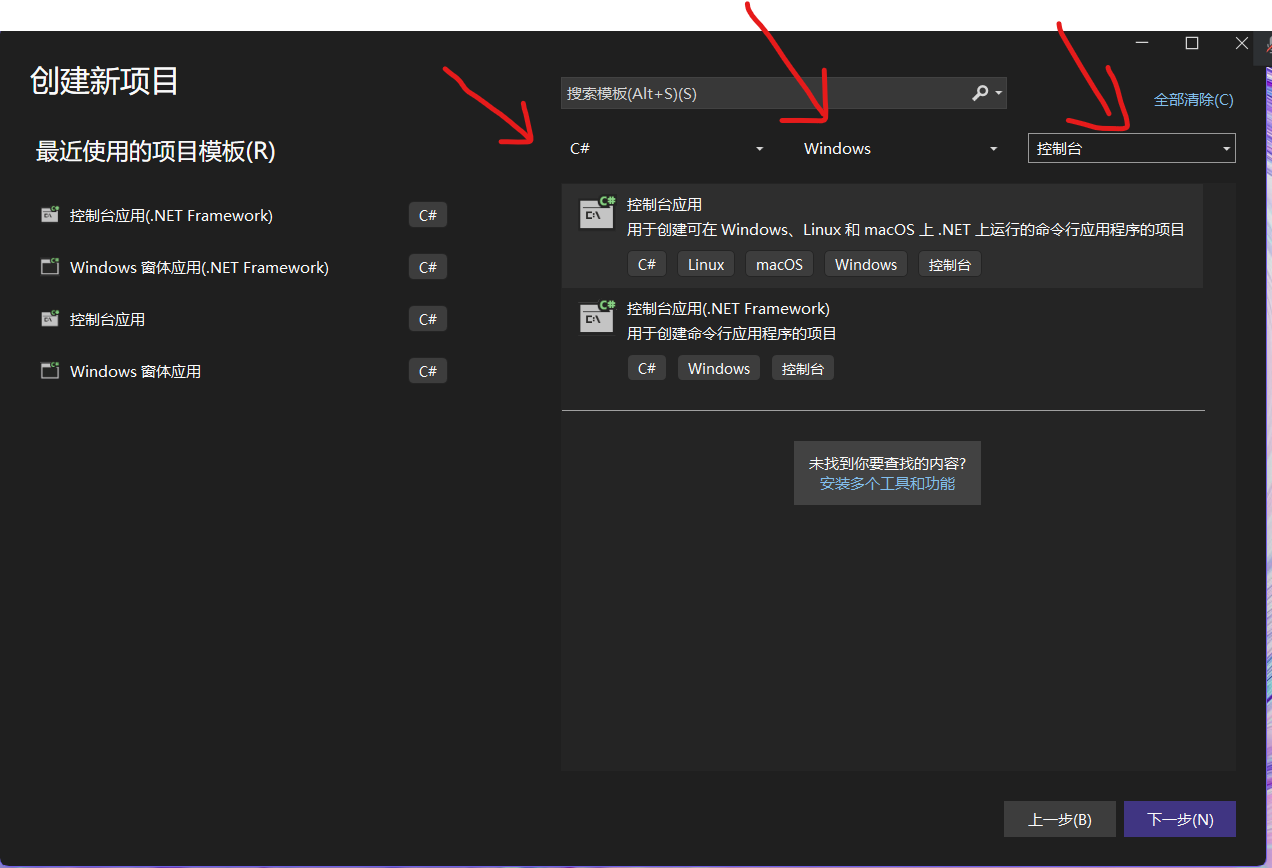 创建新项目
搜索模板(Alt+S)(S)
全部清除(C)
最近使用的项目模板(R)
C# Windows 控制台
控制台应用(.NET Framework) C#
Windows 窗体应用(.NET Framework) C#
控制台应用 C#
Windows 窗体应用 C#
控制台应用
用于创建可在 Windows、Linux 和 macOS 上 .NET 上运行的命令行应用程序的项目
C# Linux macOS Windows 控制台
控制台应用(.NET Framework)
用于创建命令行应用程序的项目
C# Windows 控制台
未找到你要查找的内容?
安装多个工具和功能
上一步(B) 下一步(N)